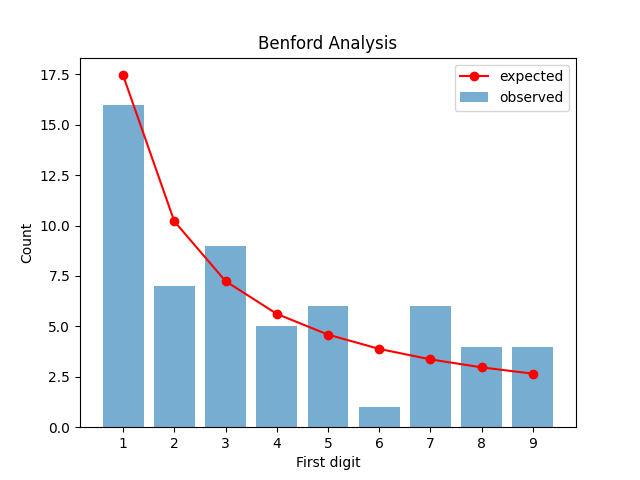 Benford Analysis
17.5
15.0
12.5
10.0
7.5
5.0
2.5
0.0
Count
expected
observed
1 2 3 4 5 6 7 8 9
First digit